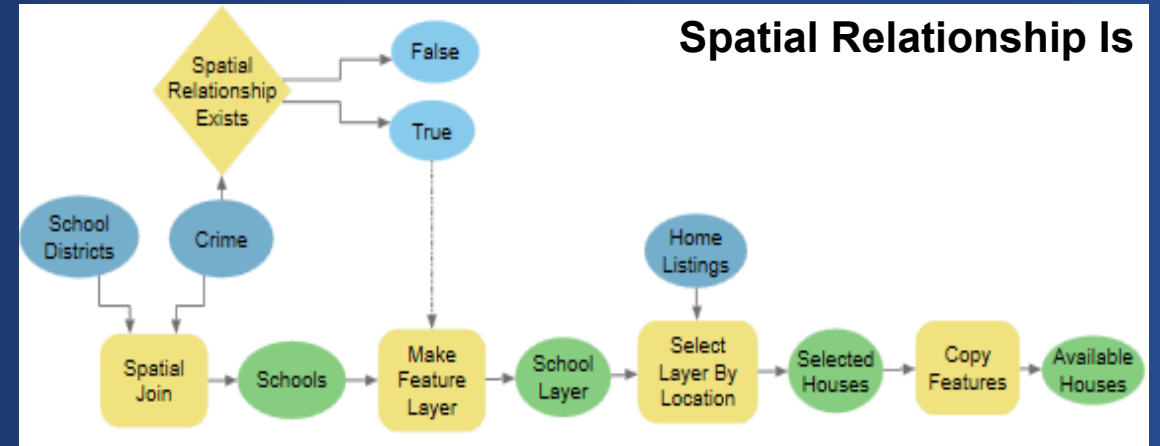 Spatial Relationship Is
Spatial
Relationship
Exists
False
True
School
Districts
Crime
Home
Listings
Spatial
Join
Schools
Make
Feature
Layer
School
Layer
Select
Layer By
Location
Selected
Houses
Copy
Features
Available
Houses